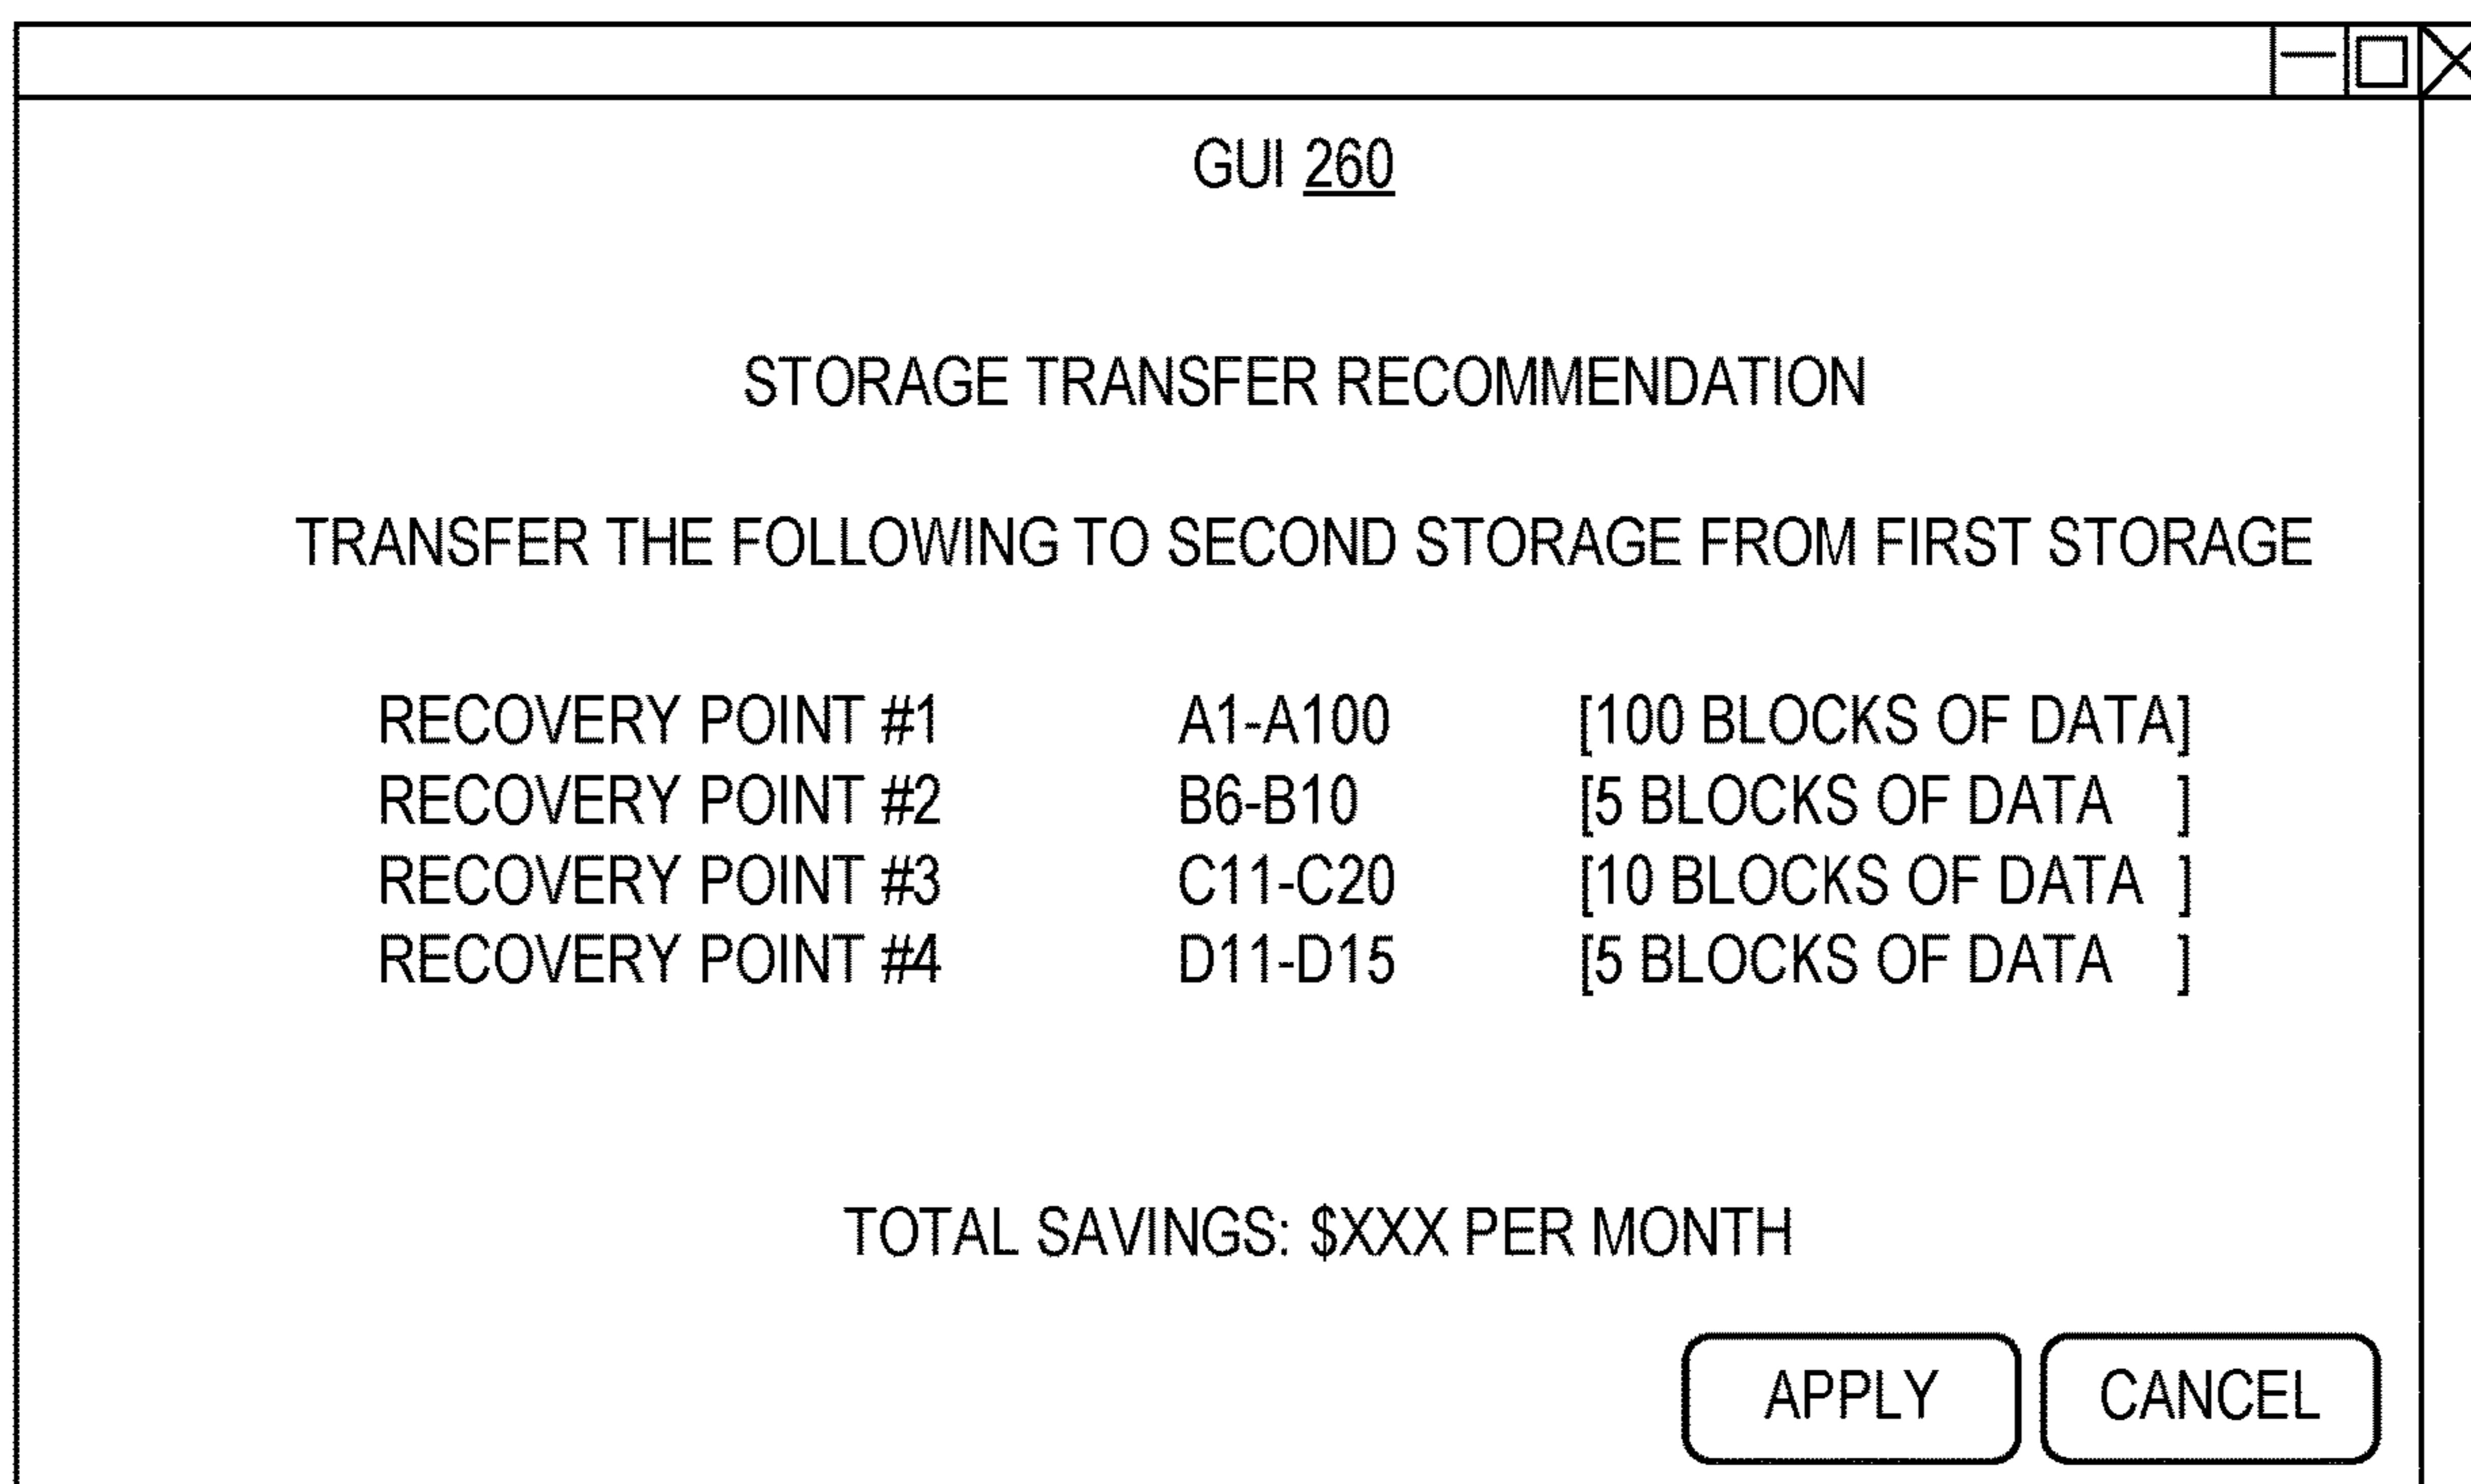 GUI 260
STORAGE TRANSFER RECOMMENDATION
TRANSFER THE FOLLOWING TO SECOND STORAGE FROM FIRST STORAGE
RECOVERY POINT #1 A1-A100 [100 BLOCKS OF DATA]
RECOVERY POINT #2 B6-B10 [5 BLOCKS OF DATA ]
RECOVERY POINT #3 C11-C20 [10 BLOCKS OF DATA ]
RECOVERY POINT #4 D11-D15 [5 BLOCKS OF DATA ]
TOTAL SAVINGS: $XXX PER MONTH
APPLY CANCEL